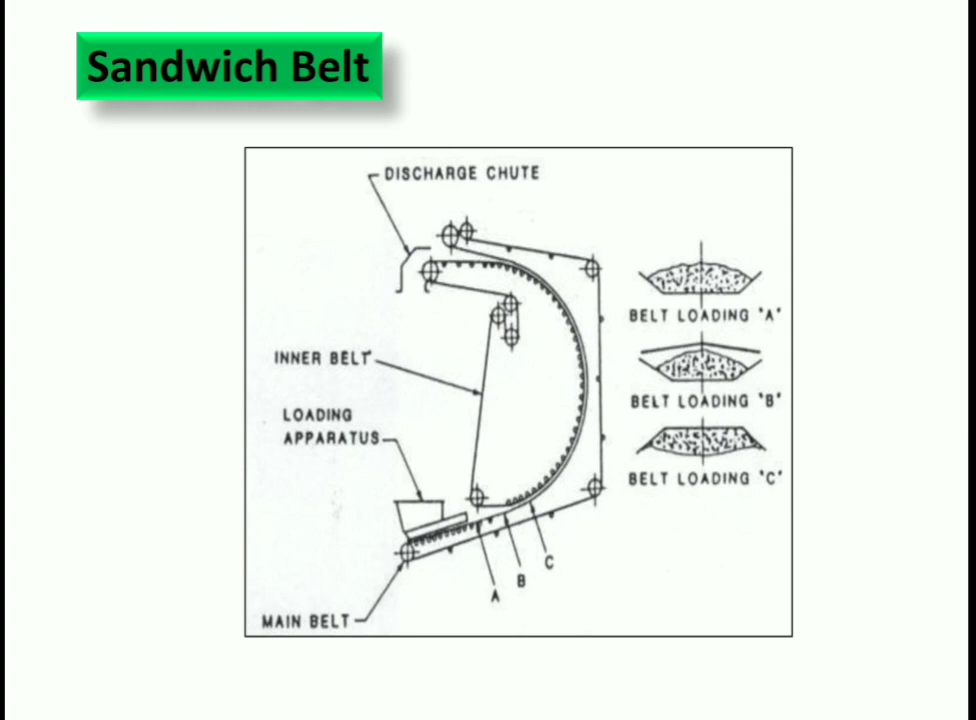 Sandwich Belt
DISCHARGE CHUTE
BELT LOADING 'A'
INNER BELT
BELT LOADING 'B'
LOADING
APPARATUS
BELT LOADING 'C'
C
B
A
MAIN BELT